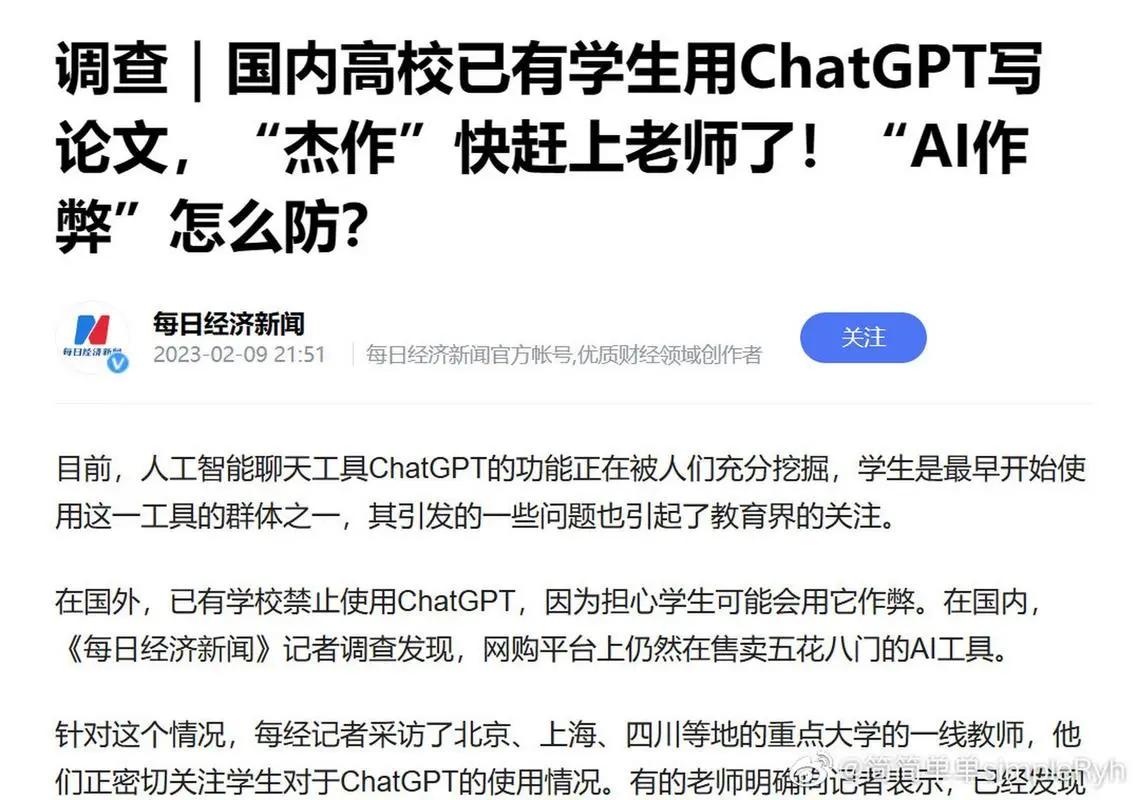 调查｜国内高校已有学生用ChatGPT写
论文，“杰作”快赶上老师了！“AI作
弊”怎么防？
每日经济新闻
每日经济新闻
2023-02-09 21:51
每日经济新闻官方帐号,优质财经领域创作者
关注
目前，人工智能聊天工具ChatGPT的功能正在被人们充分挖掘，学生是最早开始使
用这一工具的群体之一，其引发的一些问题也引起了教育界的关注。
在国外，已有学校禁止使用ChatGPT，因为担心学生可能会用它作弊。在国内，
《每日经济新闻》记者调查发现，网购平台上仍然在售卖五花八门的AI工具。
针对这个情况，每经记者采访了北京、上海、四川等地的重点大学的一线教师，他
们正密切关注学生对于ChatGPT的使用情况。有的老师明确向记者表示，已经发现
@简简单单simpleRyh